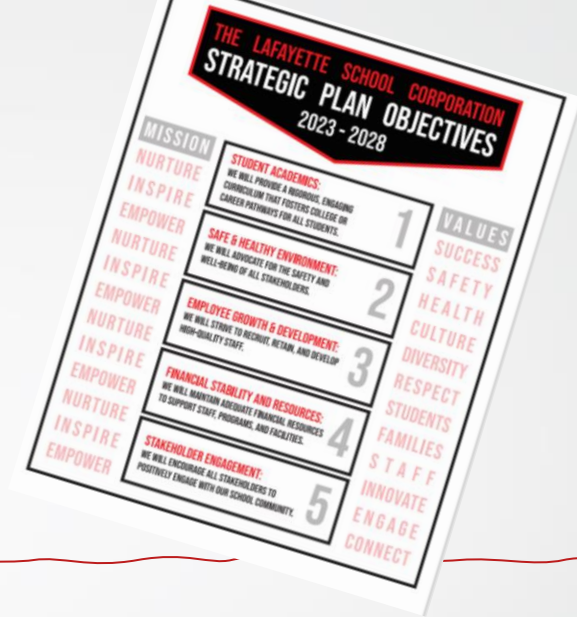 THE LAFAYETTE SCHOOL CORPORATION
STRATEGIC PLAN OBJECTIVES
2023 - 2028
MISSION
NURTURE
INSPIRE
EMPOWER
NURTURE
INSPIRE
EMPOWER
NURTURE
INSPIRE
EMPOWER
NURTURE
INSPIRE
EMPOWER
STUDENT ACADEMICS:
WE WILL PROVIDE A RIGOROUS, ENGAGING
CURRICULUM THAT FOSTERS COLLEGE OR
CAREER PATHWAYS FOR ALL STUDENTS.
1
SAFE & HEALTHY ENVIRONMENT:
WE WILL ADVOCATE FOR THE SAFETY AND
WELL-BEING OF ALL STAKEHOLDERS.
2
EMPLOYEE GROWTH & DEVELOPMENT:
WE WILL STRIVE TO RECRUIT, RETAIN, AND DEVELOP
HIGH-QUALITY STAFF.
3
FINANCIAL STABILITY AND RESOURCES:
WE WILL MAINTAIN ADEQUATE FINANCIAL RESOURCES
TO SUPPORT STAFF, PROGRAMS, AND FACILITIES.
4
STAKEHOLDER ENGAGEMENT:
WE WILL ENCOURAGE ALL STAKEHOLDERS TO
POSITIVELY ENGAGE WITH OUR SCHOOL COMMUNITY.
5
VALUES
SUCCESS
SAFETY
HEALTH
CULTURE
DIVERSITY
RESPECT
STUDENTS
FAMILIES
STAFF
INNOVATE
ENGAGE
CONNECT